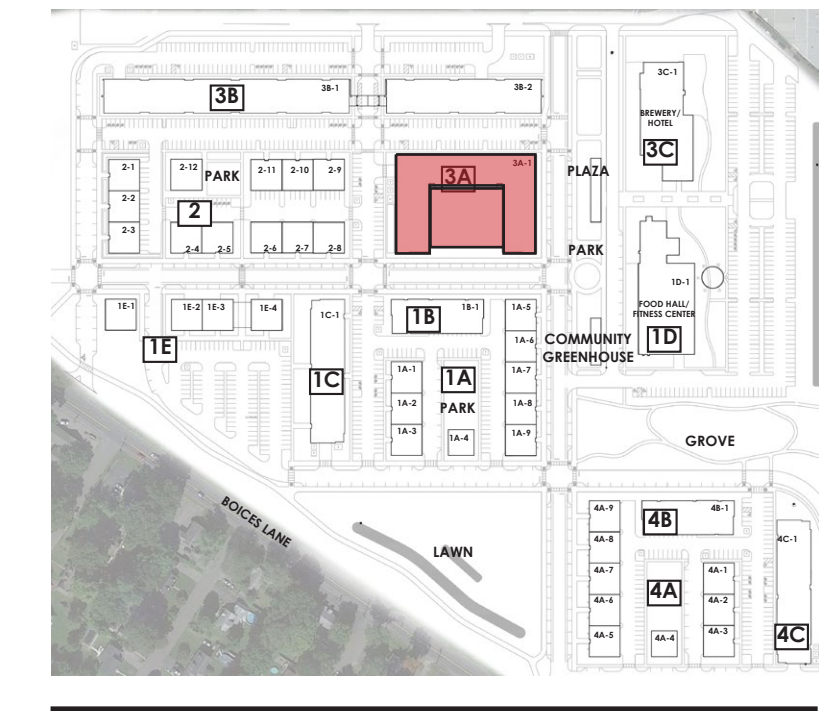 3C-1
3B-1
3B-2
3B
BREWERY/
HOTEL
3C
2-1
2-12
PARK
2-11
2-10
2-9
3A-1
3A
PLAZA
2-2
2
2-3
2-4
2-5
2-6
2-7
2-8
PARK
1D-1
1E-1
1E-2
1E-3
1E-4
1C-1
1B
1B-1
1A-5
FOOD HALL/
FITNESS CENTER
1D
1E
1A-6
COMMUNITY
GREENHOUSE
1C
1A-1
1A
1A-7
1A-2
PARK
1A-8
1A-3
1A-4
1A-9
GROVE
BOICES LANE
LAWN
4A-9
4B
4B-1
4A-8
4C-1
4A-7
4A-1
4A
4A-6
4A-2
4A-5
4A-4
4A-3
4C